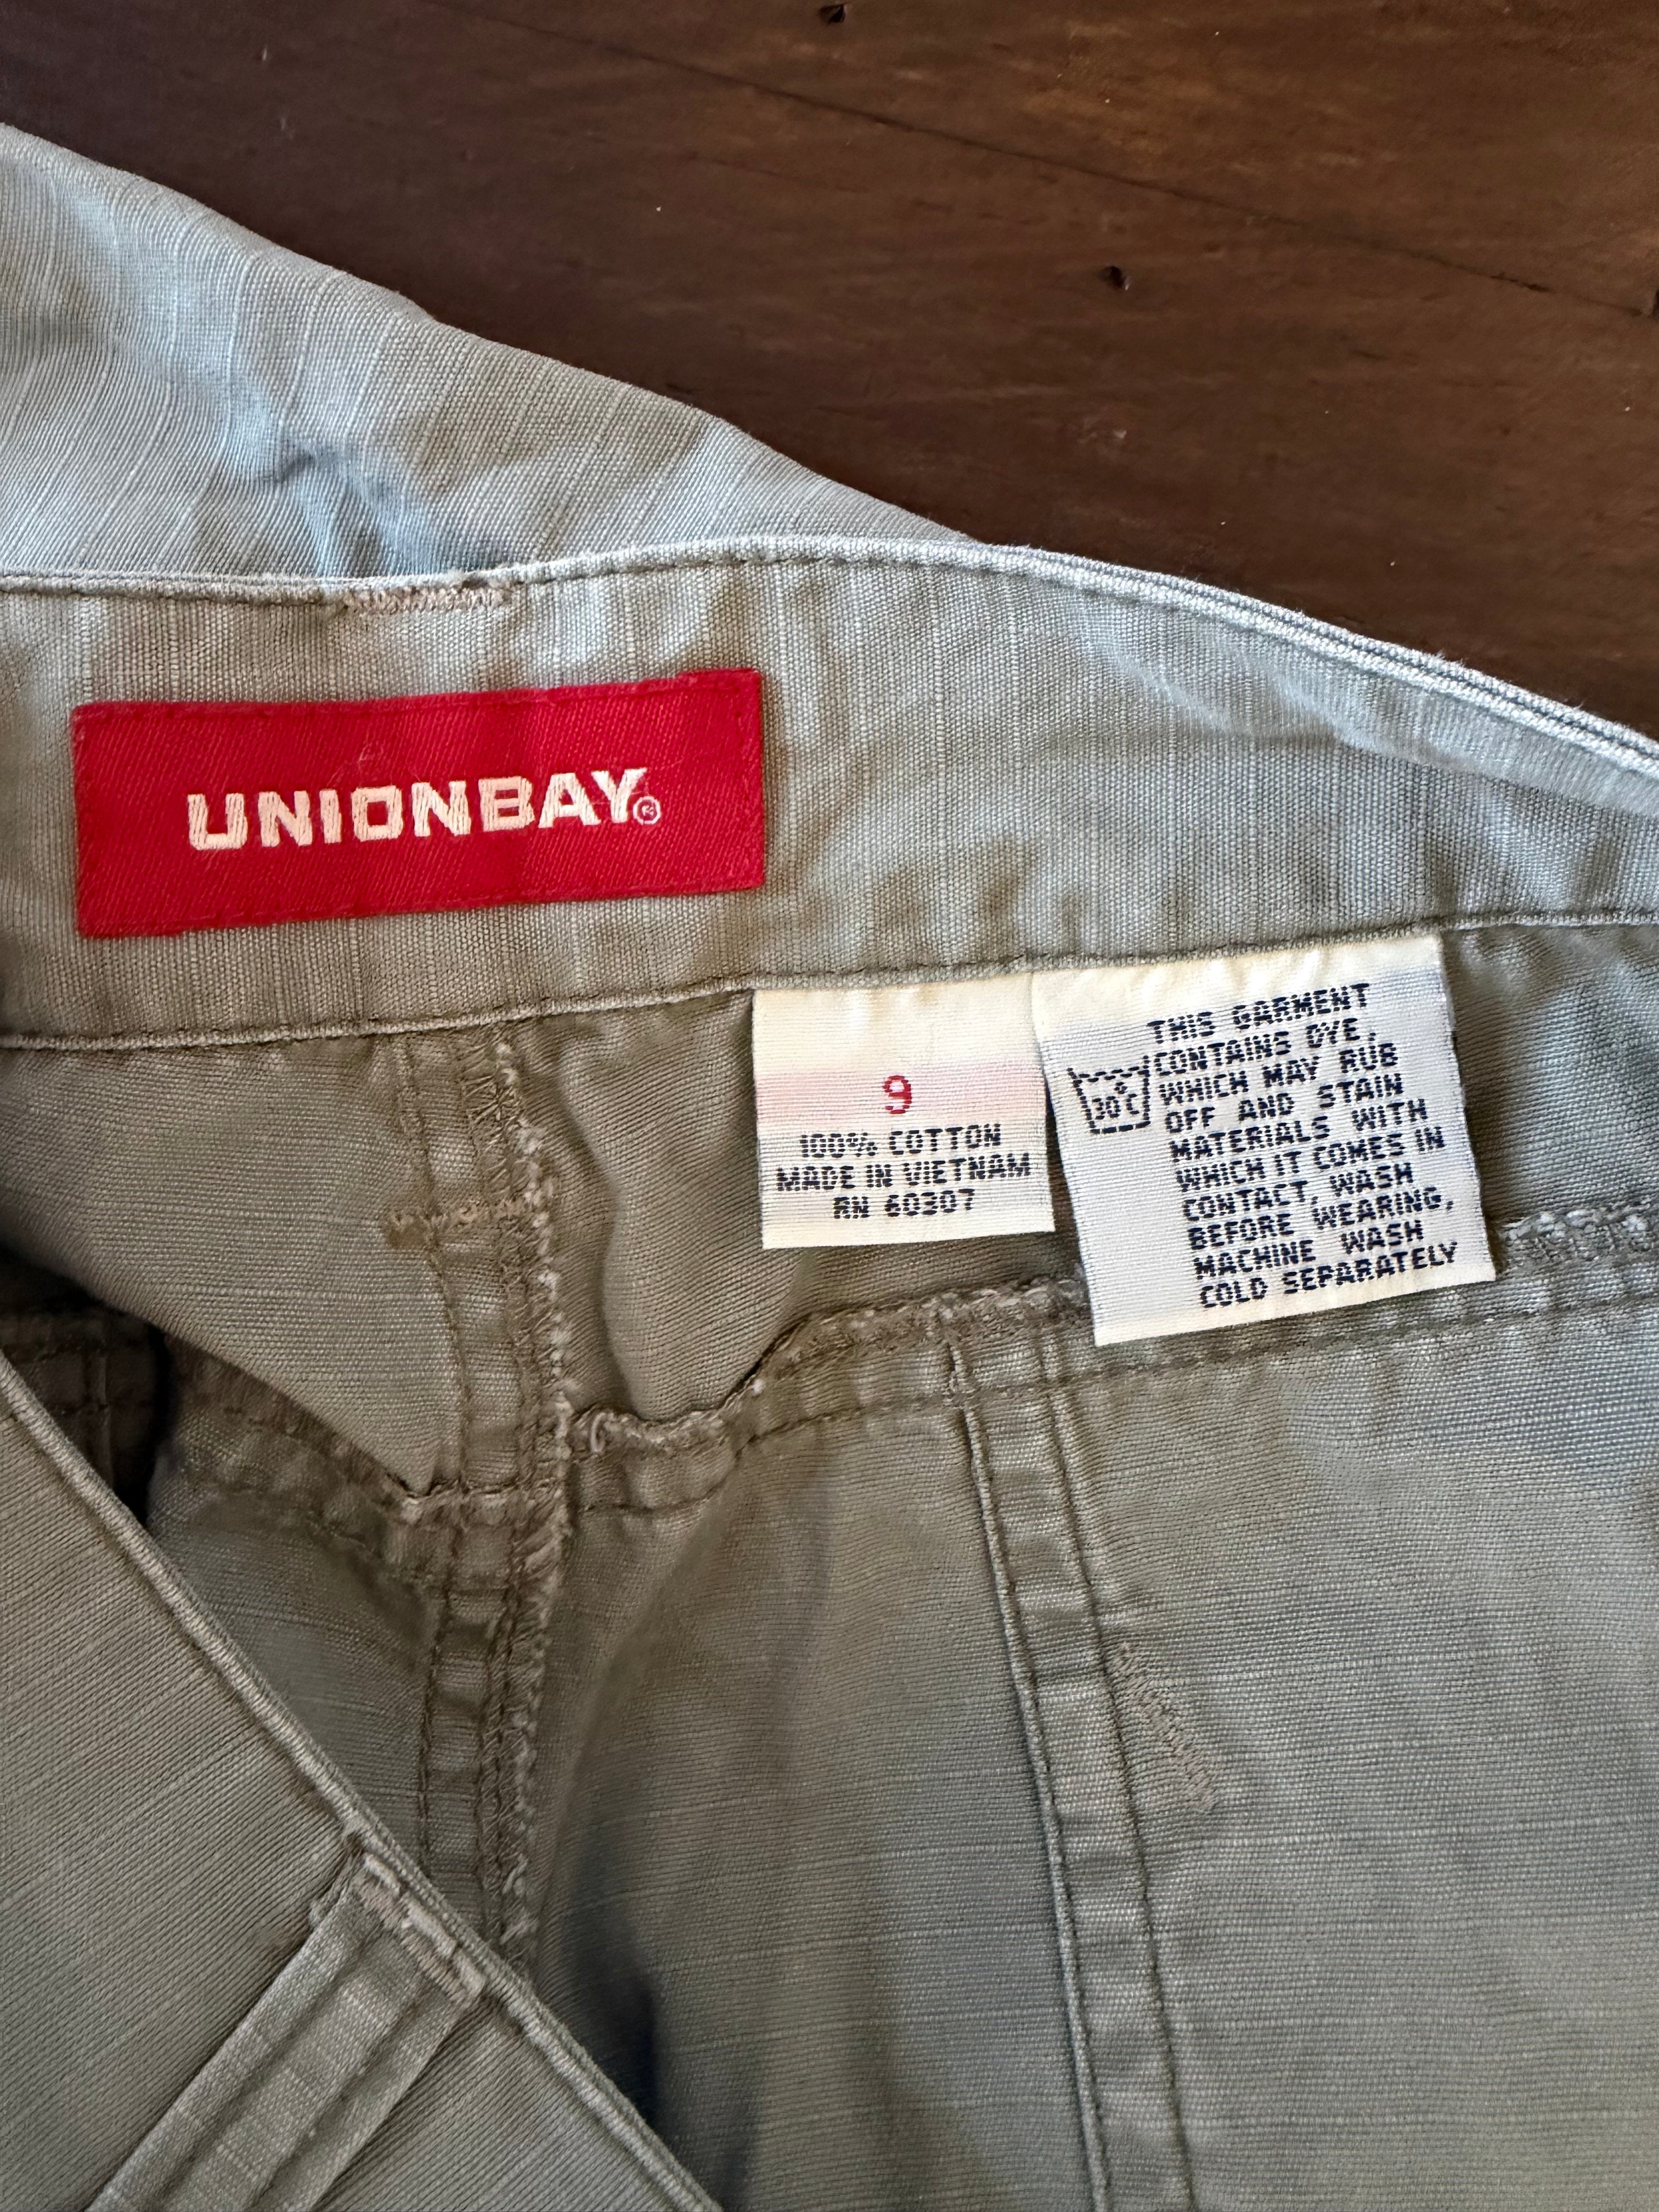 UNIONBAY®
9
100% COTTON
MADE IN VIETNAM
RN 60307
30°C
THIS GARMENT
CONTAINS DYE,
WHICH MAY RUB
OFF AND STAIN
MATERIALS WITH
WHICH IT COMES IN
CONTACT, WASH
BEFORE WEARING,
MACHINE WASH
COLD SEPARATELY